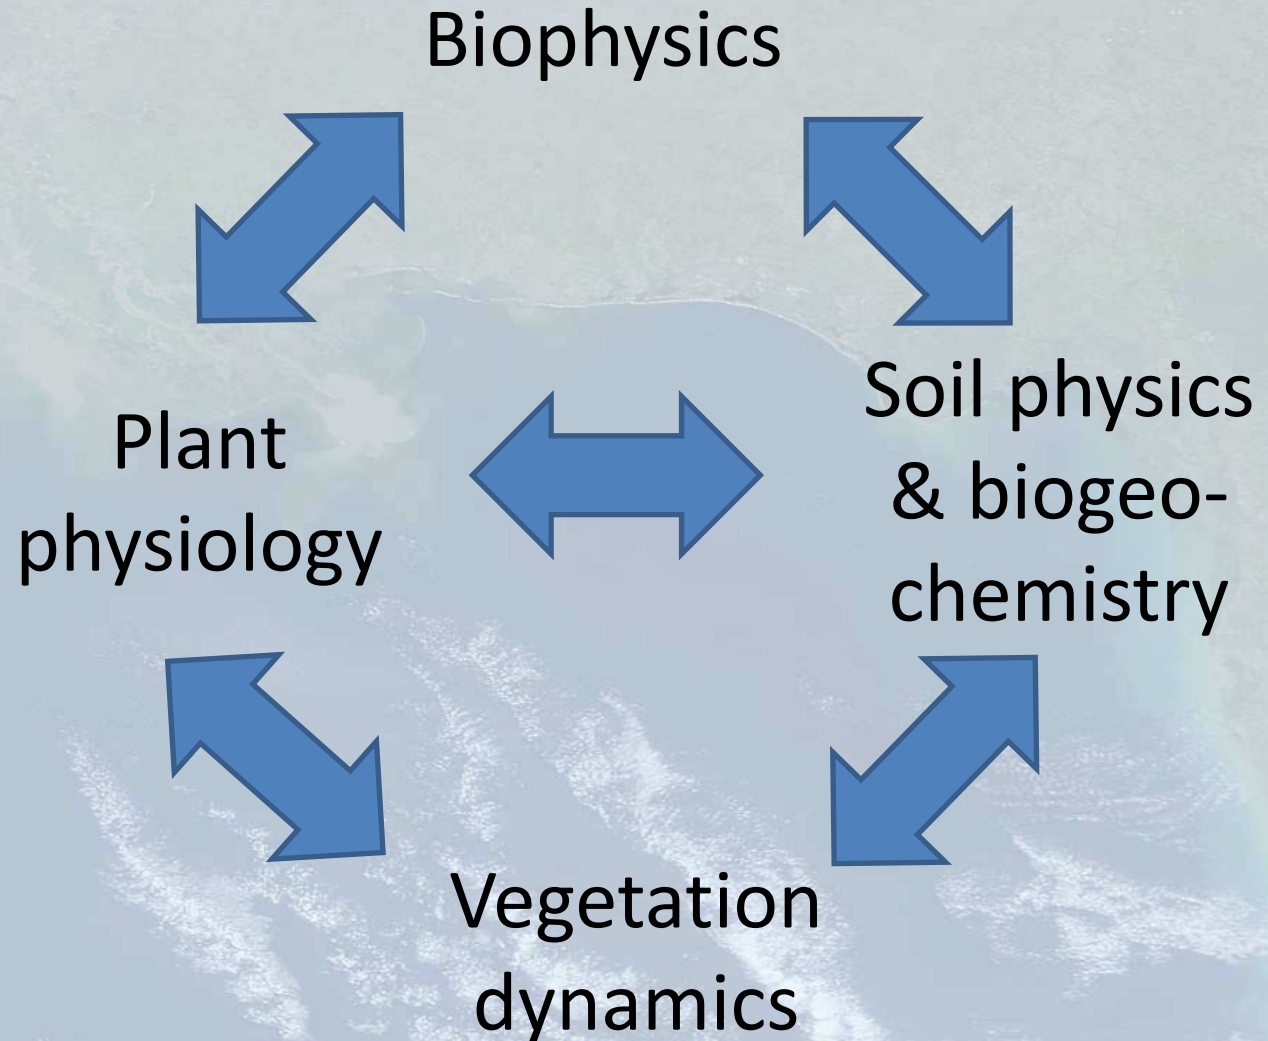 Biophysics
Plant
physiology
Soil physics
& biogeo-
chemistry
Vegetation
dynamics